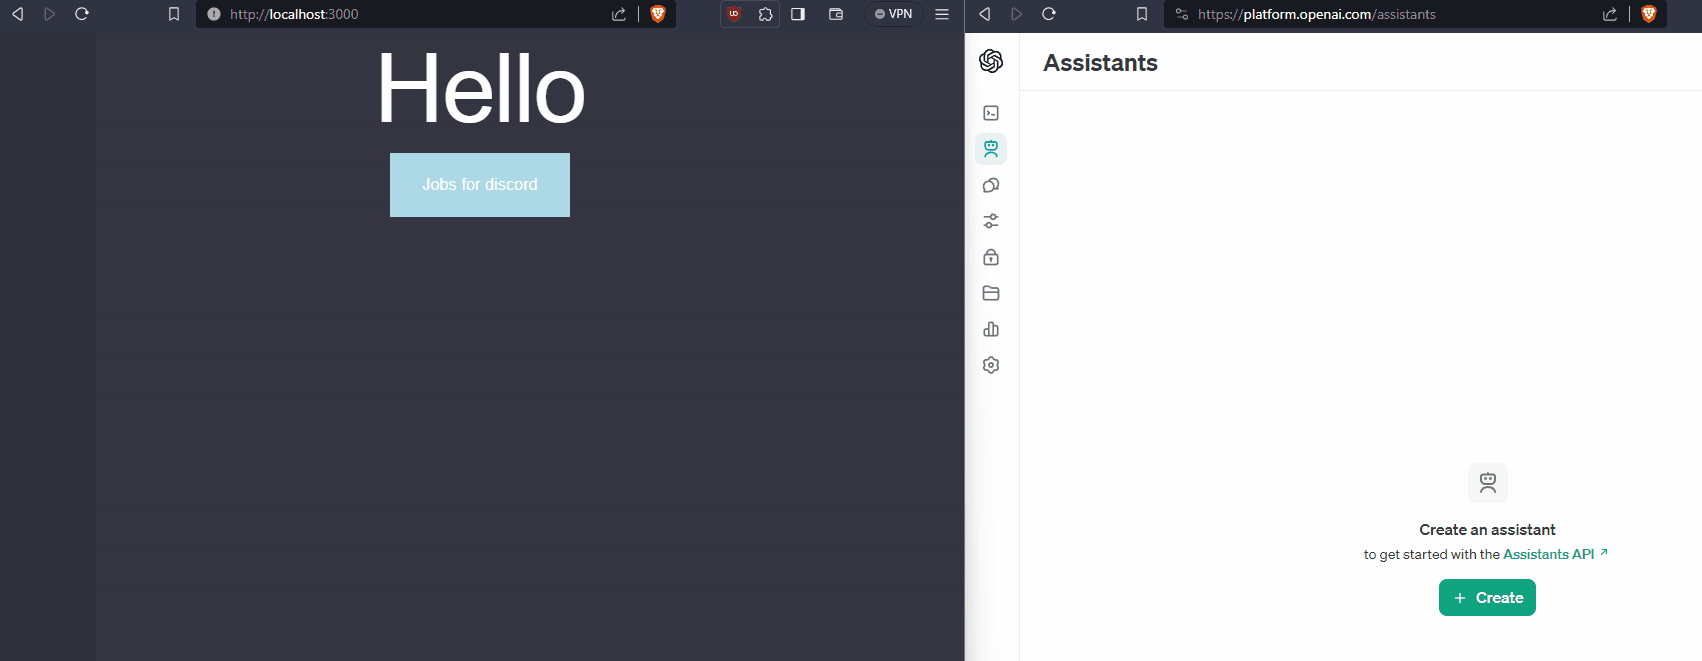 http://localhost:3000
VPN
Hello
Jobs for discord
https://platform.openai.com/assistants
Assistants
Create an assistant
to get started with the Assistants API ↗
+ Create